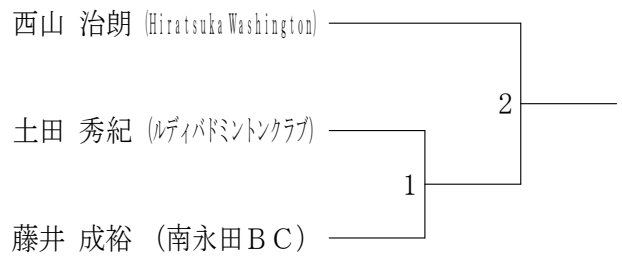 西山 治朗 (Hiratsuka Washington)
2
土田 秀紀 (ルディバドミントンクラブ)
1
藤井 成裕 （南永田ＢＣ）